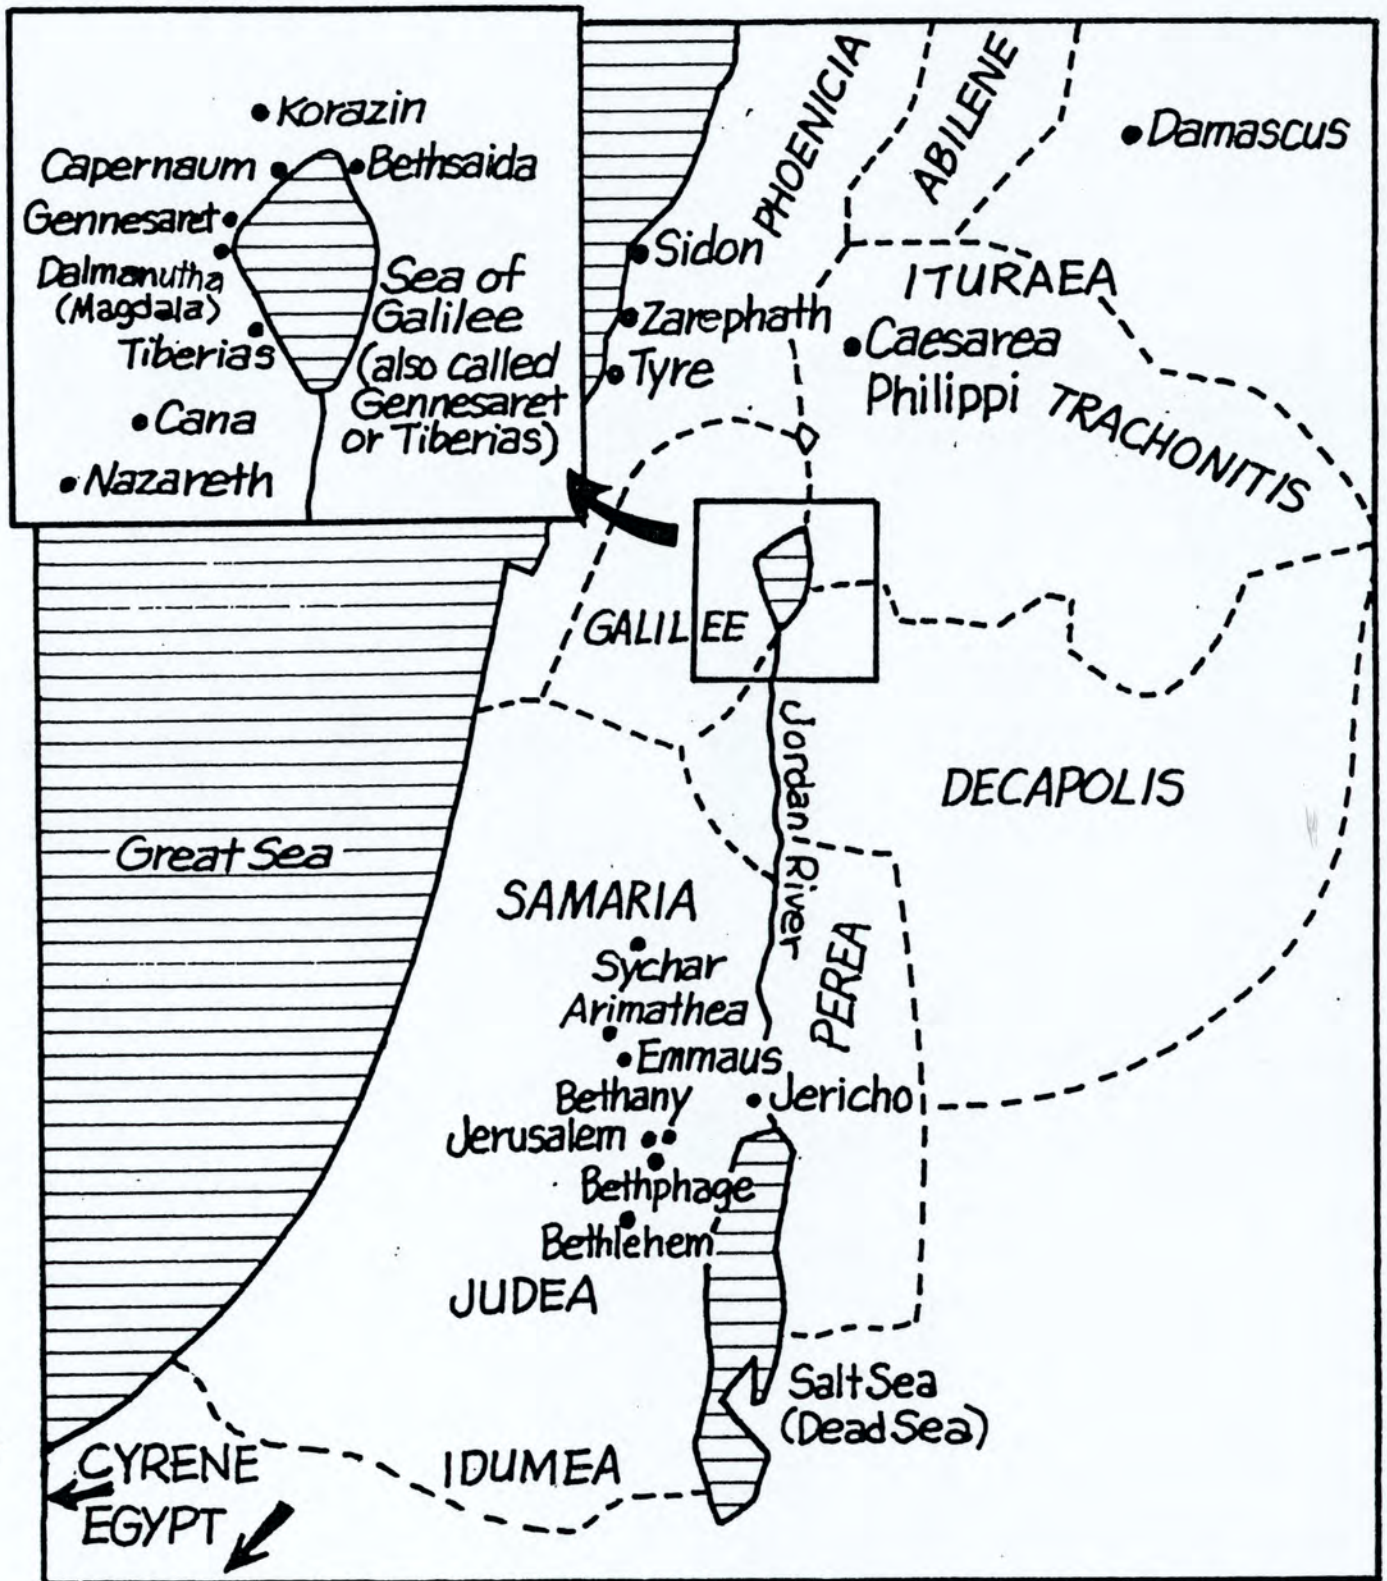 Korazin
Capernaum
Bethsaida
Gennesaret
Dalmanutha
(Magdala)
Tiberias
Sea of
Galilee
(also called
Gennesaret
or Tiberias)
Cana
Nazareth
PHOENICIA
ABILENE
Damascus
Sidon
ITURAEA
Zarephath
Caesarea
Philippi
Tyre
TRACHONITIS
GALILEE
Jordan River
DECAPOLIS
Great Sea
SAMARIA
Sychar
PEREA
Arimathea
Emmaus
Bethany
Jericho
Jerusalem
Bethphage
Bethlehem
JUDEA
Salt Sea
(Dead Sea)
IDUMEA
CYRENE
EGYPT